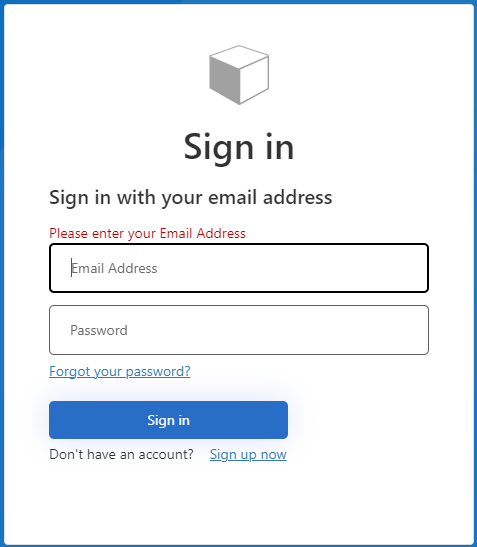 Sign in
Sign in with your email address
Please enter your Email Address
Email Address
Password
Forgot your password?
Sign in
Don't have an account? Sign up now